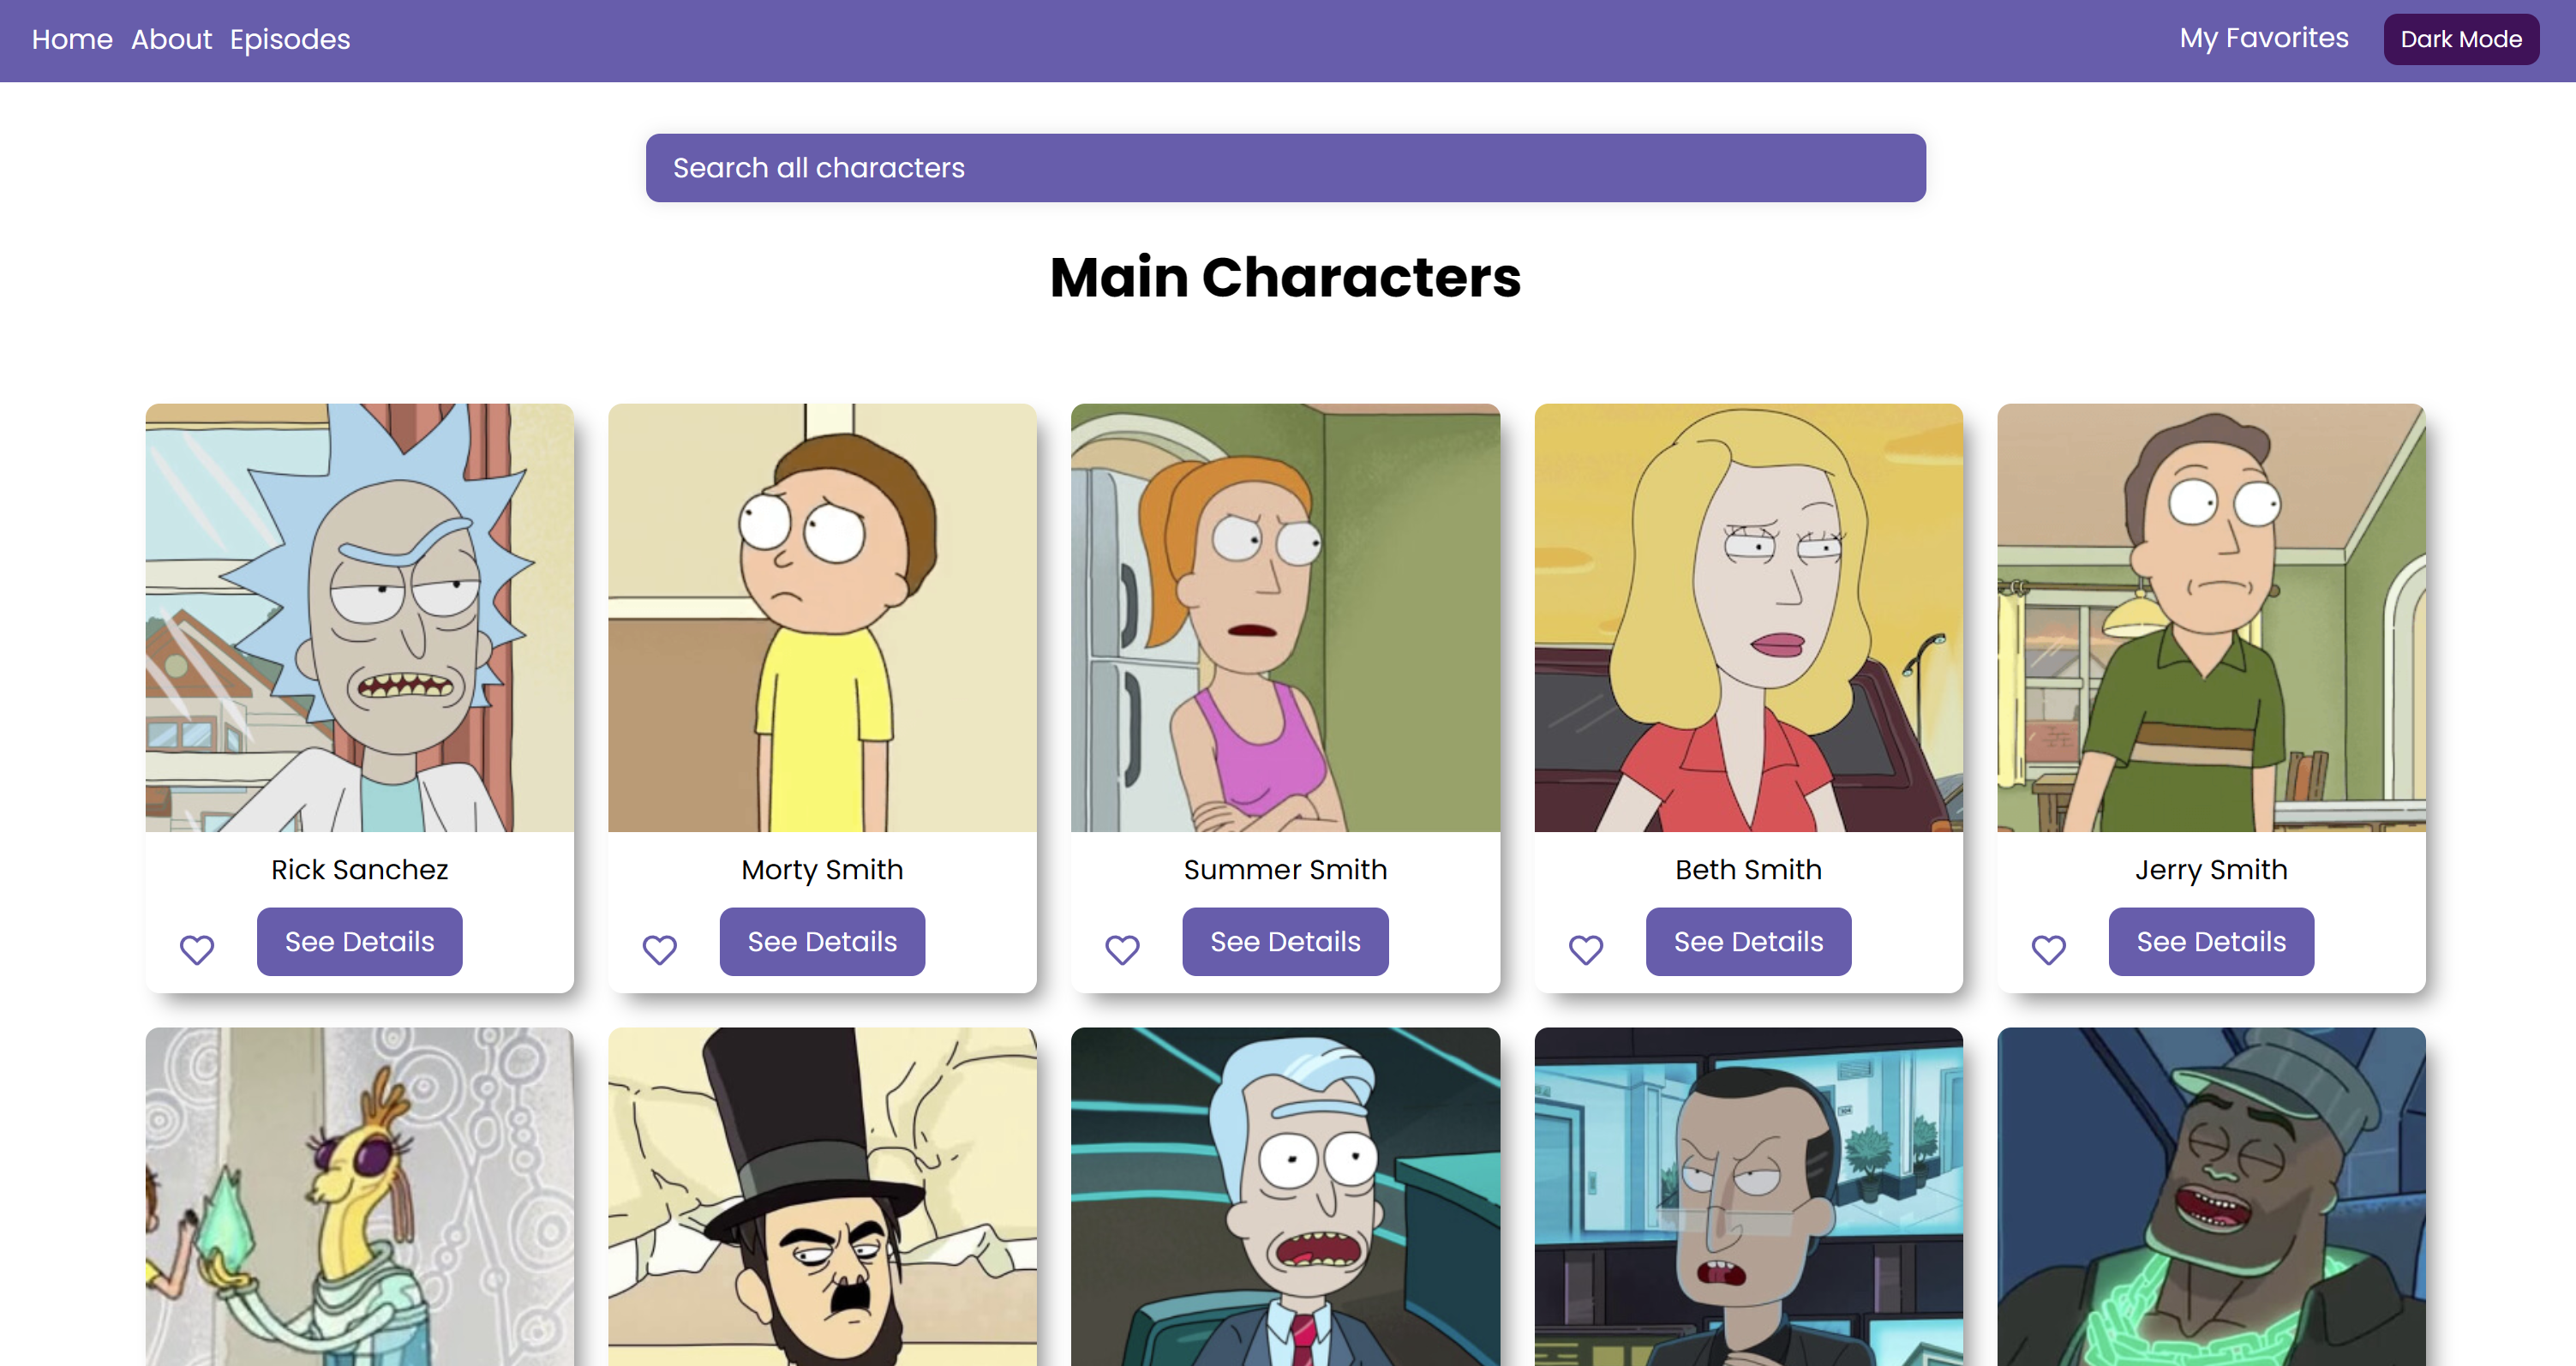 Home About Episodes My Favorites Dark Mode
Search all characters
Main Characters
Rick Sanchez
See Details
Morty Smith
See Details
Summer Smith
See Details
Beth Smith
See Details
Jerry Smith
See Details